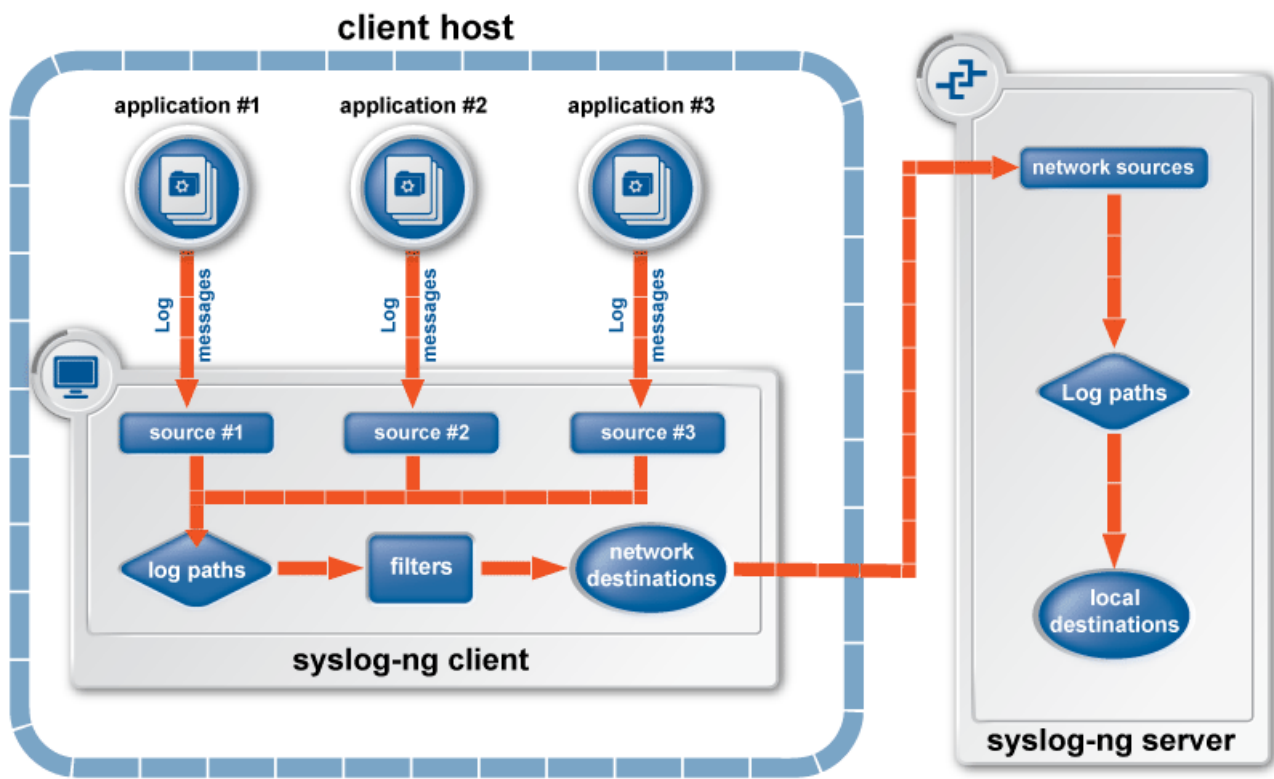 client host
application #1
application #2
application #3
Log
messages
Log
messages
Log
messages
source #1
source #2
source #3
log paths
filters
network
destinations
syslog-ng client
network sources
Log paths
local
destinations
syslog-ng server